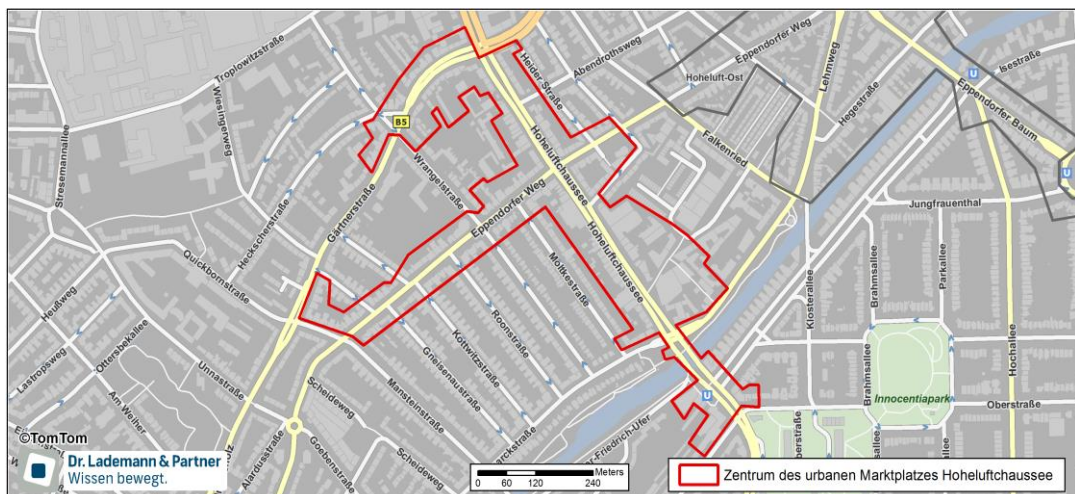 Troplowitzstraße
Wiesingerweg
Stresemannallee
Heider Straße
Abendrothsweg
Eppendorfer Weg
Hoheluft-Ost
Lehmweg
Hegestraße
U
Isestraße
Eppendorfer Baum
U
B5
Wrangelstraße
Hoheluftchaussee
Falkenried
Eppendorfer Weg
Gärtnerstraße
Heckscherstraße
Quickbornstraße
Heußweg
Ottersbekallee
Lastropsweg
Am Weiher
Unnastraße
Jungfrauenthal
Hoheluftchaussee
Moltkestraße
Roonstraße
Kottwitzstraße
Gneisenaustraße
Mansteinstraße
Scheideweg
Goebenstraße
Alardusstraße
Klosterallee
Brahmsallee
Parkallee
Hochallee
Brahmsallee
Innocentiapark
Oberstraße
U
©TomTom
Dr. Lademann & Partner
Wissen bewegt.
Meters
0 60 120 240
Zentrum des urbanen Marktplatzes Hoheluftchaussee